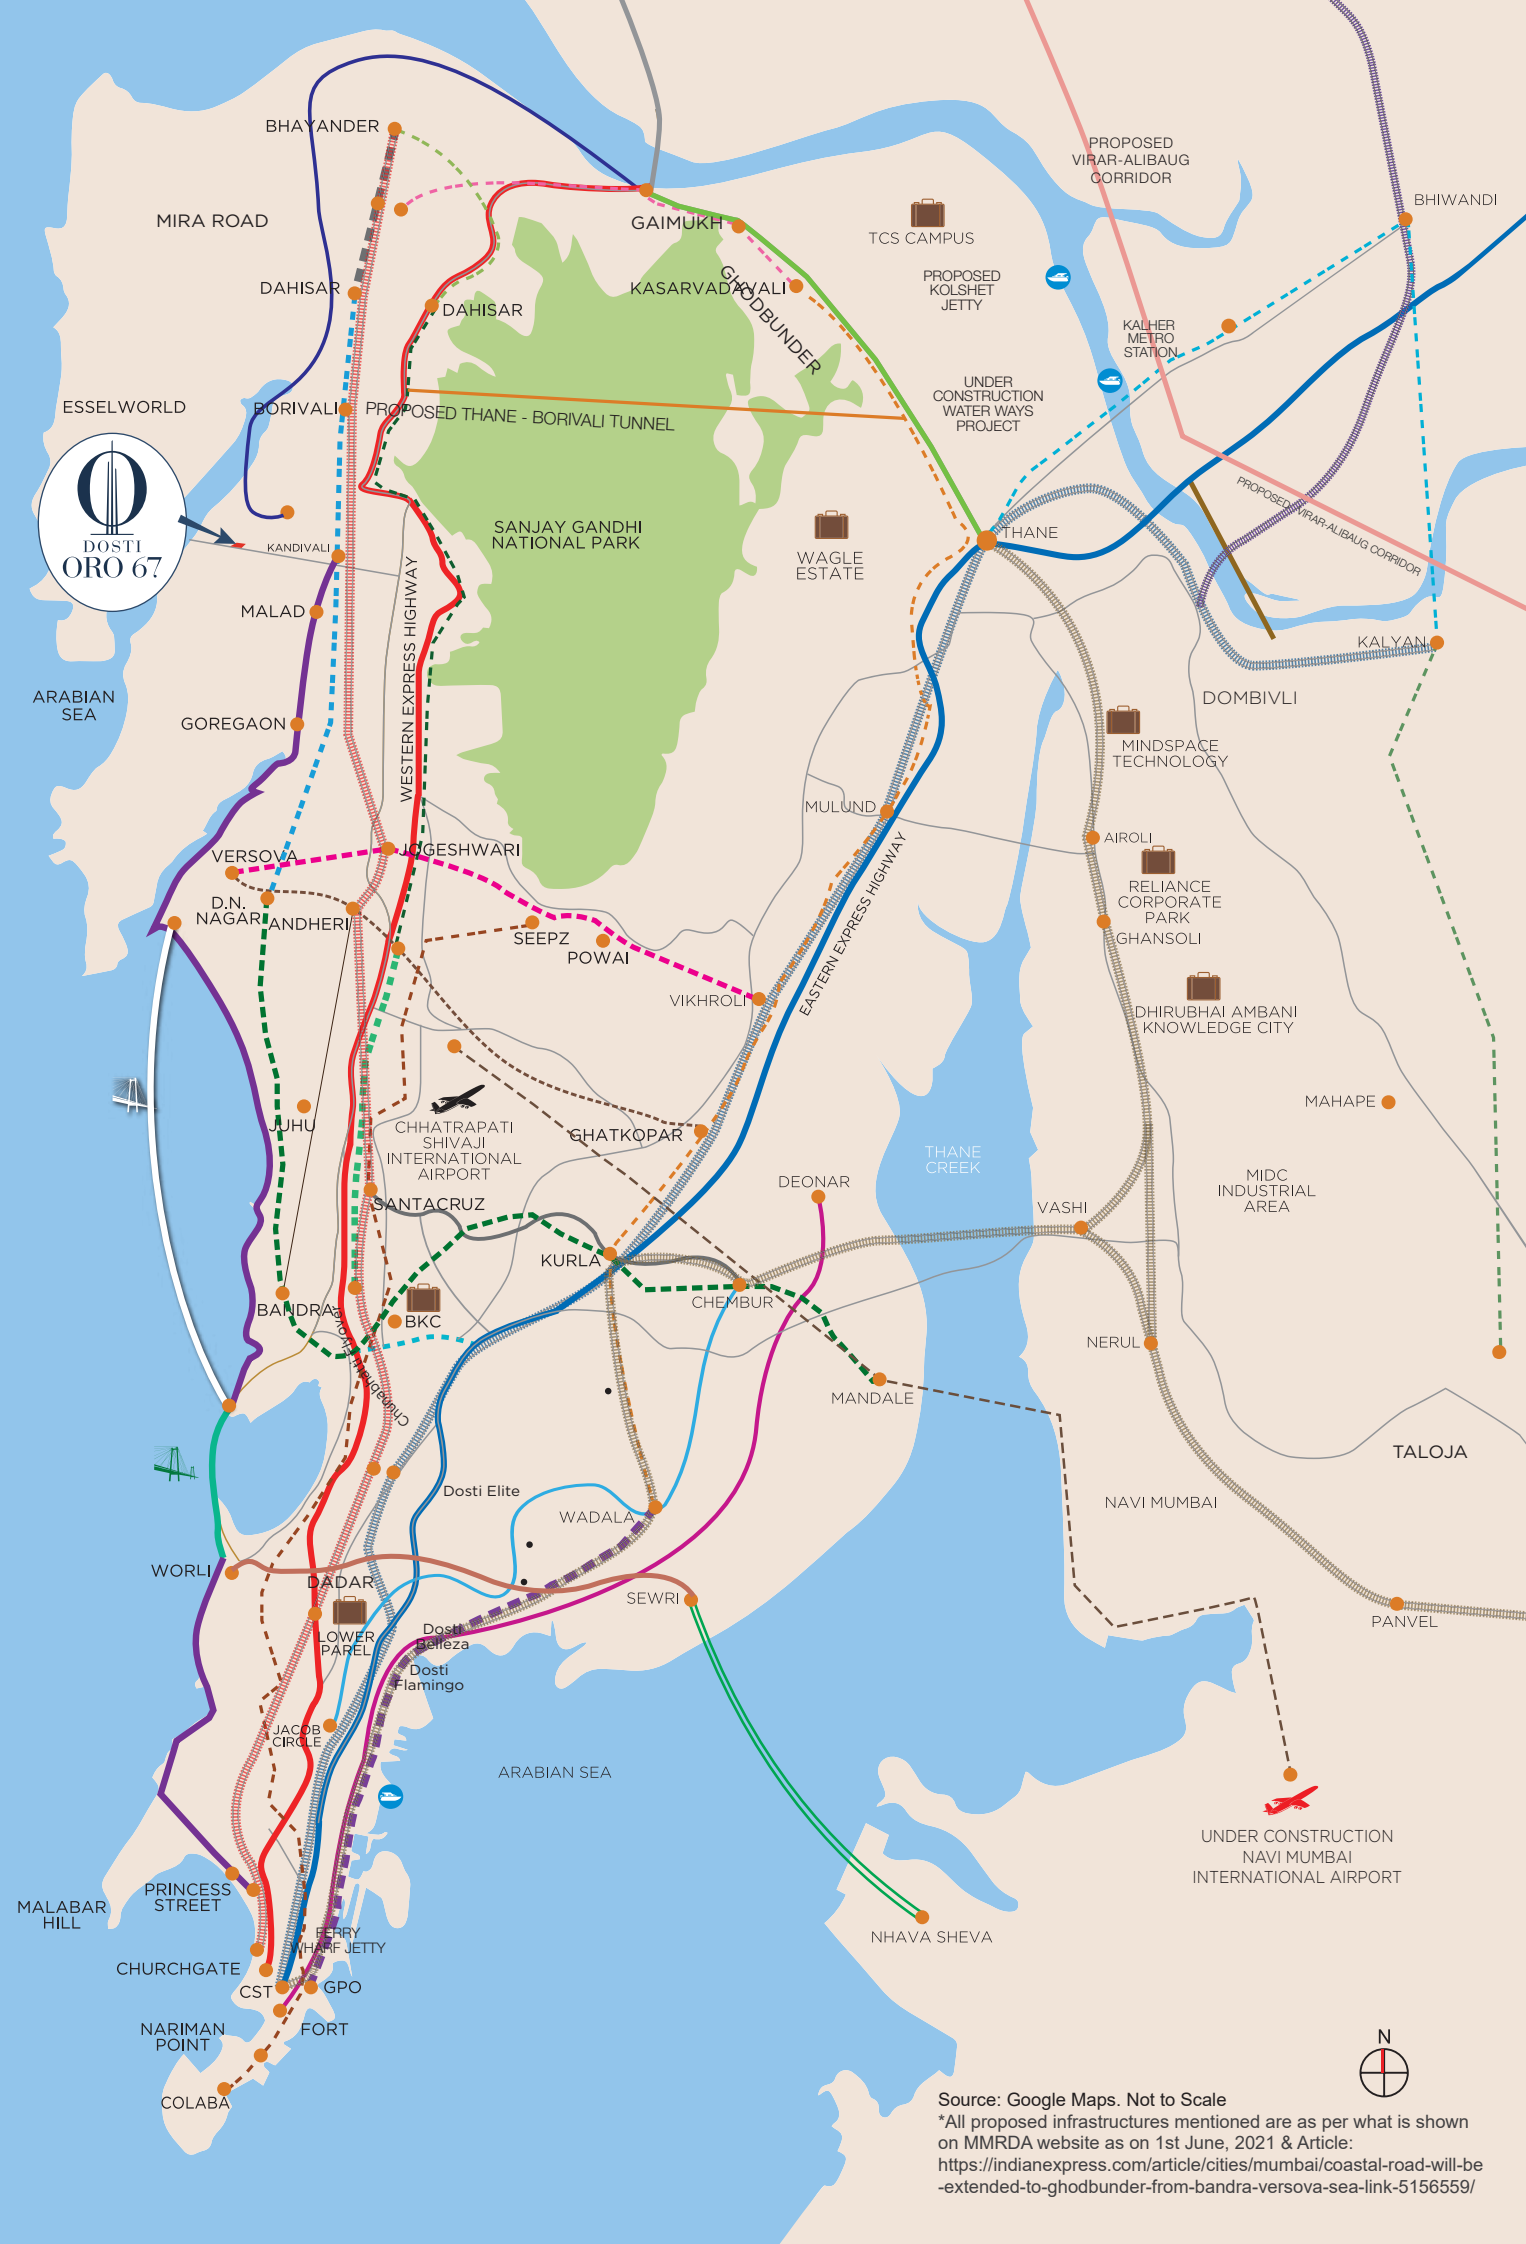 PROPOSED
VIRAR-ALIBAUG
CORRIDOR
BHAYANDER
BHIWANDI
MIRA ROAD
GAIMUKH
TCS CAMPUS
DAHISAR
KASARVADAVALI
GHODBUNDER
PROPOSED
KOLSHET
JETTY
DAHISAR
KALHER
METRO
STATION
ESSELWORLD
BORIVALI
PROPOSED THANE - BORIVALI TUNNEL
UNDER
CONSTRUCTION
WATER WAYS
PROJECT
DOSTI
ORO 67
KANDIVALI
SANJAY GANDHI
NATIONAL PARK
WAGLE
ESTATE
THANE
PROPOSED VIRAR-ALIBAUG CORRIDOR
MALAD
WESTERN EXPRESS HIGHWAY
KALYAN
ARABIAN
SEA
GOREGAON
DOMBIVLI
MINDSPACE
TECHNOLOGY
MULUND
EASTERN EXPRESS HIGHWAY
AIROLI
VERSOVA
JOGESHWARI
RELIANCE
CORPORATE
PARK
D.N.
NAGAR
ANDHERI
SEEPZ
POWAI
GHANSOLI
VIKHROLI
DHIRUBHAI AMBANI
KNOWLEDGE CITY
JUHU
CHHATRAPATI
SHIVAJI
INTERNATIONAL
AIRPORT
GHATKOPAR
MAHAPE
THANE
CREEK
DEONAR
MIDC
INDUSTRIAL
AREA
SANTACRUZ
VASHI
KURLA
BANDRA
BKC
CHEMBUR
Chunabhatti Flyover
NERUL
MANDALE
TALOJA
Dosti Elite
WADALA
NAVI MUMBAI
WORLI
DADAR
SEWRI
LOWER
PAREL
Dosti
Belleza
Dosti
Flamingo
PANVEL
JACOB
CIRCLE
ARABIAN SEA
UNDER CONSTRUCTION
NAVI MUMBAI
INTERNATIONAL AIRPORT
PRINCESS
STREET
MALABAR
HILL
FERRY
WHARF JETTY
NHAVA SHEVA
CHURCHGATE
CST
GPO
NARIMAN
POINT
FORT
COLABA
N
Source: Google Maps. Not to Scale
*All proposed infrastructures mentioned are as per what is shown
on MMRDA website as on 1st June, 2021 & Article:
https://indianexpress.com/article/cities/mumbai/coastal-road-will-be
-extended-to-ghodbunder-from-bandra-versova-sea-link-5156559/